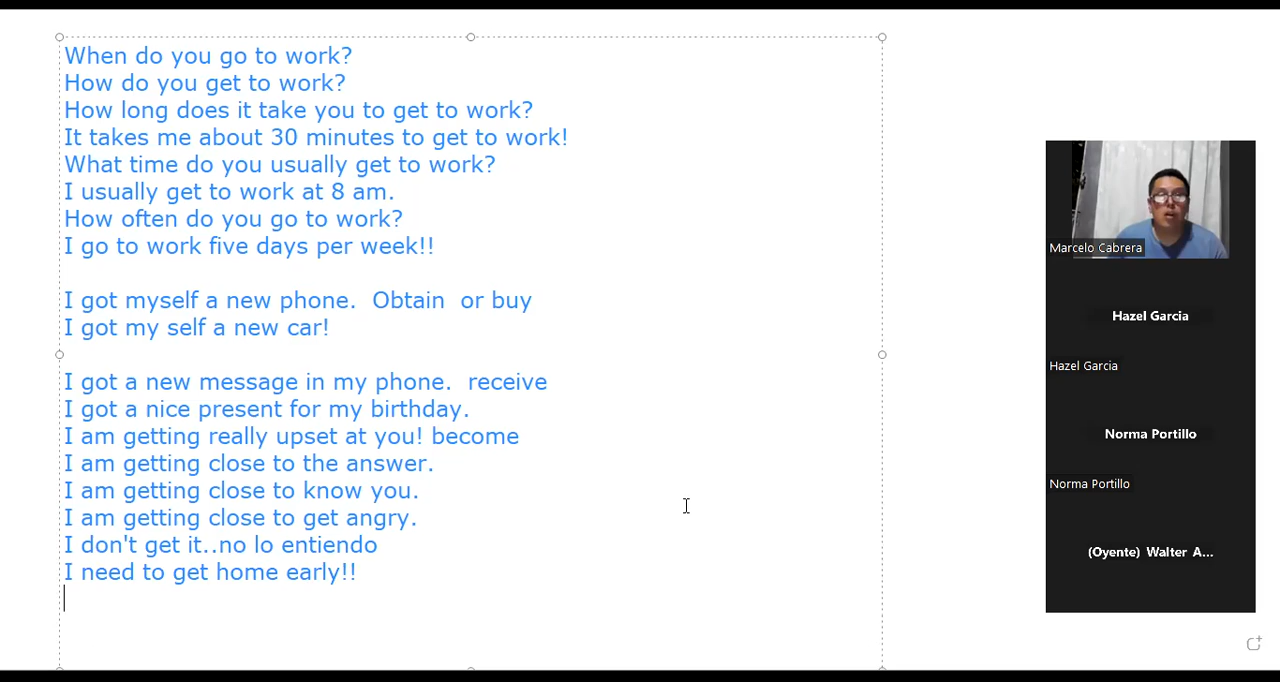 When do you go to work?
How do you get to work?
How long does it take you to get to work?
It takes me about 30 minutes to get to work!
What time do you usually get to work?
I usually get to work at 8 am.
How often do you go to work?
I go to work five days per week!!
I got myself a new phone.  Obtain  or buy
I got my self a new car!
I got a new message in my phone.  receive
I got a nice present for my birthday.
I am getting really upset at you! become
I am getting close to the answer.
I am getting close to know you.
I am getting close to get angry.
I don't get it..no lo entiendo
I need to get home early!!
Marcelo Cabrera
Hazel Garcia
Hazel Garcia
Norma Portillo
Norma Portillo
(Oyente) Walter A...